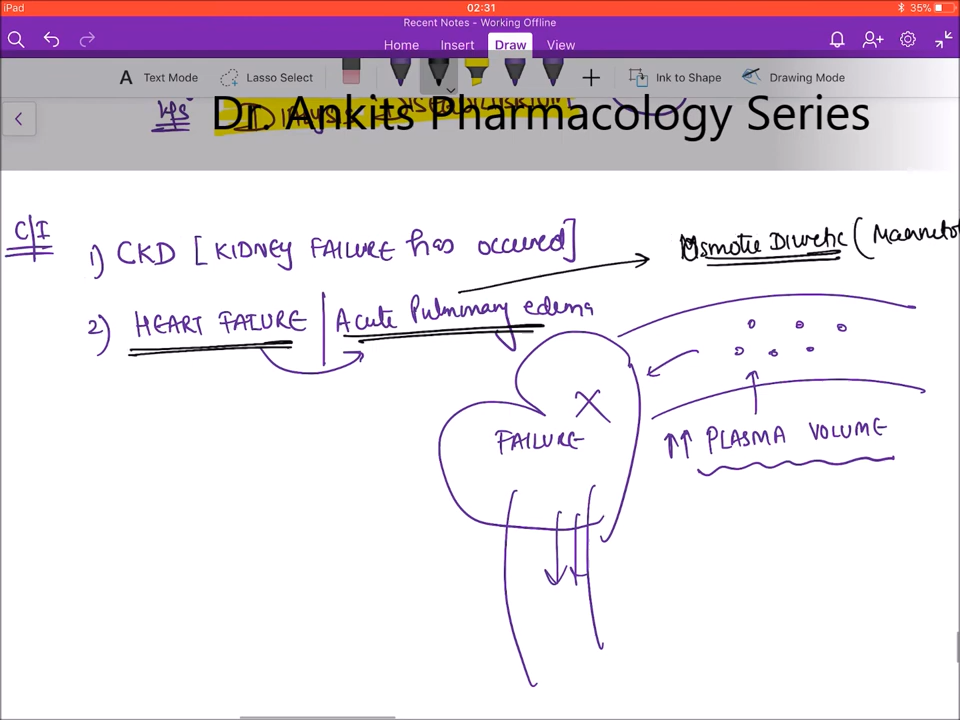 iPad 02:31 35%
Recent Notes - Working Offline
Home Insert Draw View
A Text Mode Lasso Select Ink to Shape Drawing Mode
Dr. Ankits Pharmacology Series
C/I
1) CKD [KIDNEY FAILURE has occured]
Osmotic Diuretic (Mannitol
2) HEART FAILURE | Acute Pulmonary edema
X
FAILURE
↑↑ PLASMA VOLUME